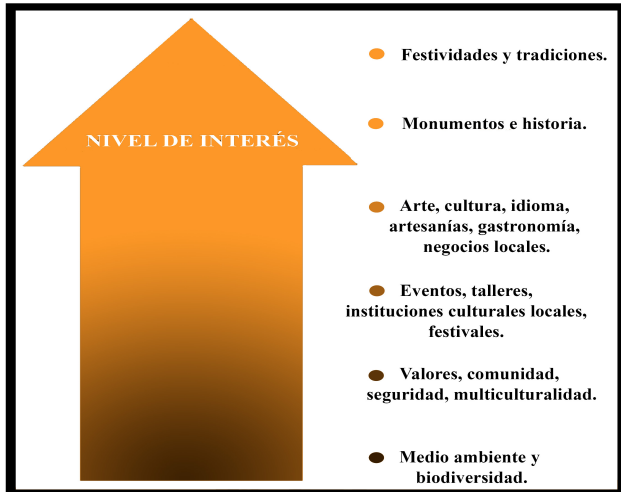 NIVEL DE INTERÉS
Festividades y tradiciones.
Monumentos e historia.
Arte, cultura, idioma,
artesanías, gastronomía,
negocios locales.
Eventos, talleres,
instituciones culturales locales,
festivales.
Valores, comunidad,
seguridad, multiculturalidad.
Medio ambiente y
biodiversidad.